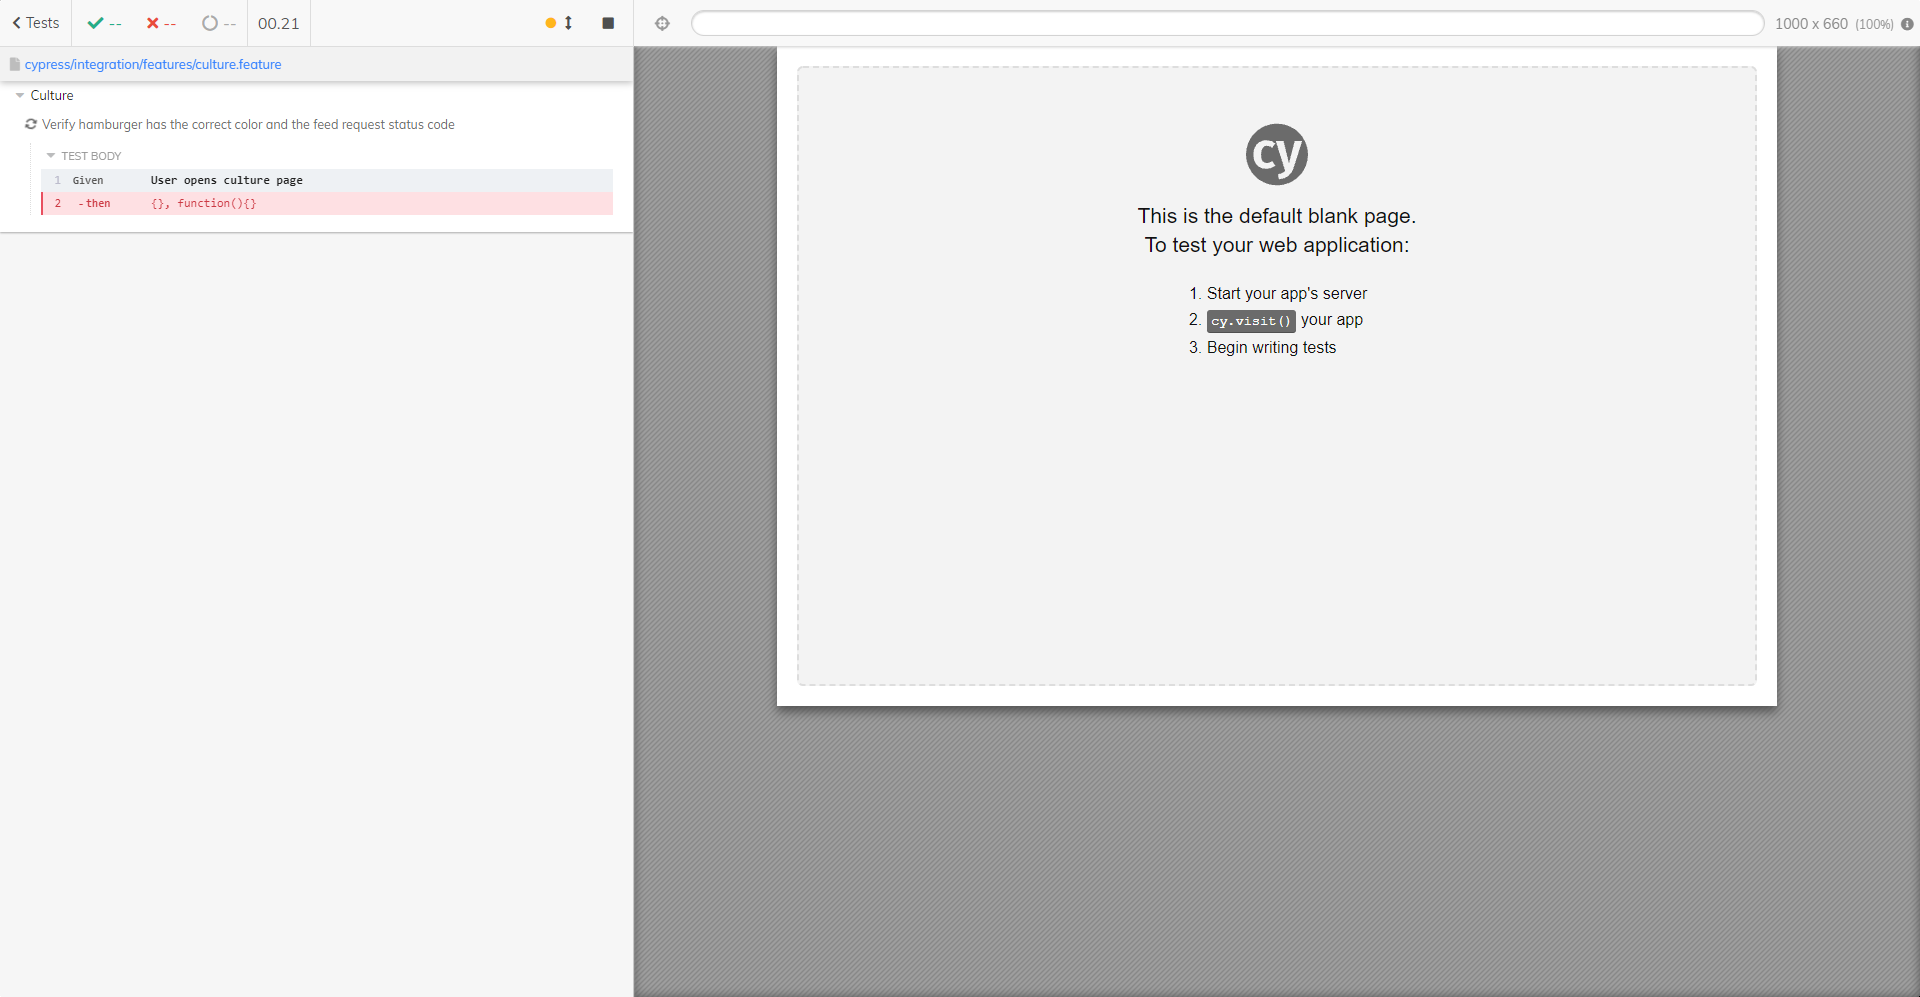 Tests -- -- -- 00.21
1000 x 660 (100%)
cypress/integration/features/culture.feature
Culture
Verify hamburger has the correct color and the feed request status code
TEST BODY
1 Given User opens culture page
2 -then {}, function(){}
cy
This is the default blank page.
To test your web application:
1. Start your app's server
2. cy.visit() your app
3. Begin writing tests